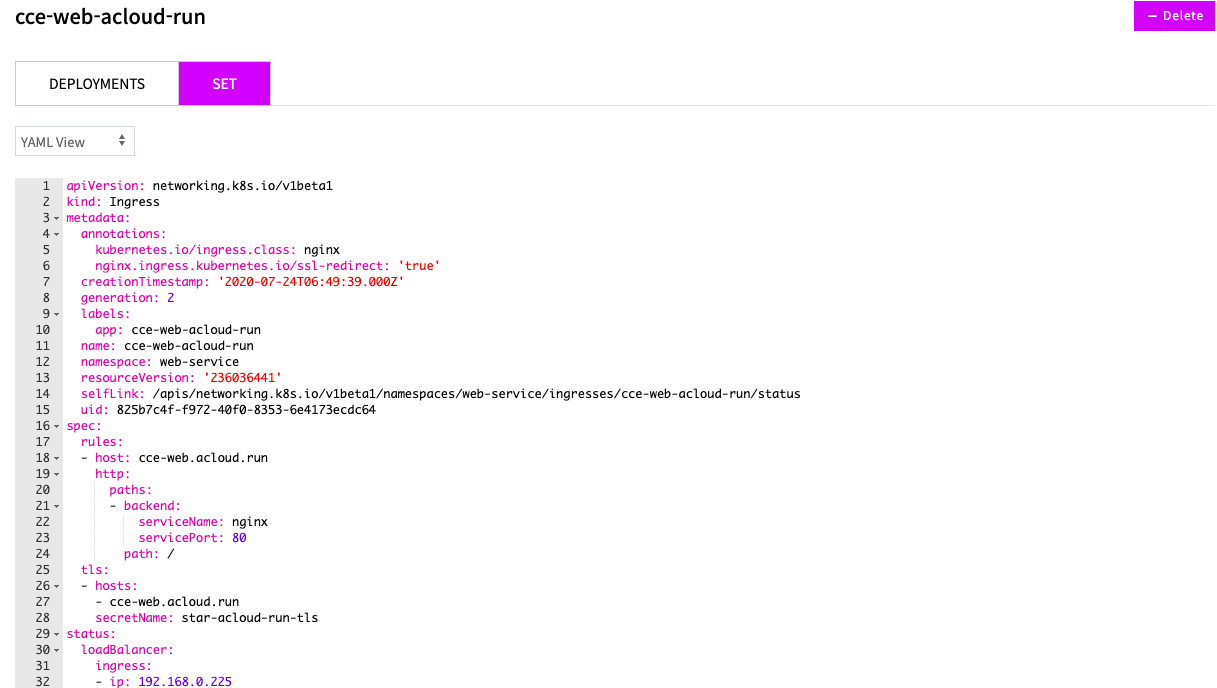 cce-web-acloud-run
− Delete
DEPLOYMENTS
SET
YAML View
1 apiVersion: networking.k8s.io/v1beta1
2 kind: Ingress
3 metadata:
4   annotations:
5     kubernetes.io/ingress.class: nginx
6     nginx.ingress.kubernetes.io/ssl-redirect: 'true'
7   creationTimestamp: '2020-07-24T06:49:39.000Z'
8   generation: 2
9   labels:
10     app: cce-web-acloud-run
11   name: cce-web-acloud-run
12   namespace: web-service
13   resourceVersion: '236036441'
14   selfLink: /apis/networking.k8s.io/v1beta1/namespaces/web-service/ingresses/cce-web-acloud-run/status
15   uid: 825b7c4f-f972-40f0-8353-6e4173ecdc64
16 spec:
17   rules:
18   - host: cce-web.acloud.run
19     http:
20       paths:
21       - backend:
22           serviceName: nginx
23           servicePort: 80
24         path: /
25   tls:
26   - hosts:
27     - cce-web.acloud.run
28     secretName: star-acloud-run-tls
29 status:
30   loadBalancer:
31     ingress:
32     - ip: 192.168.0.225